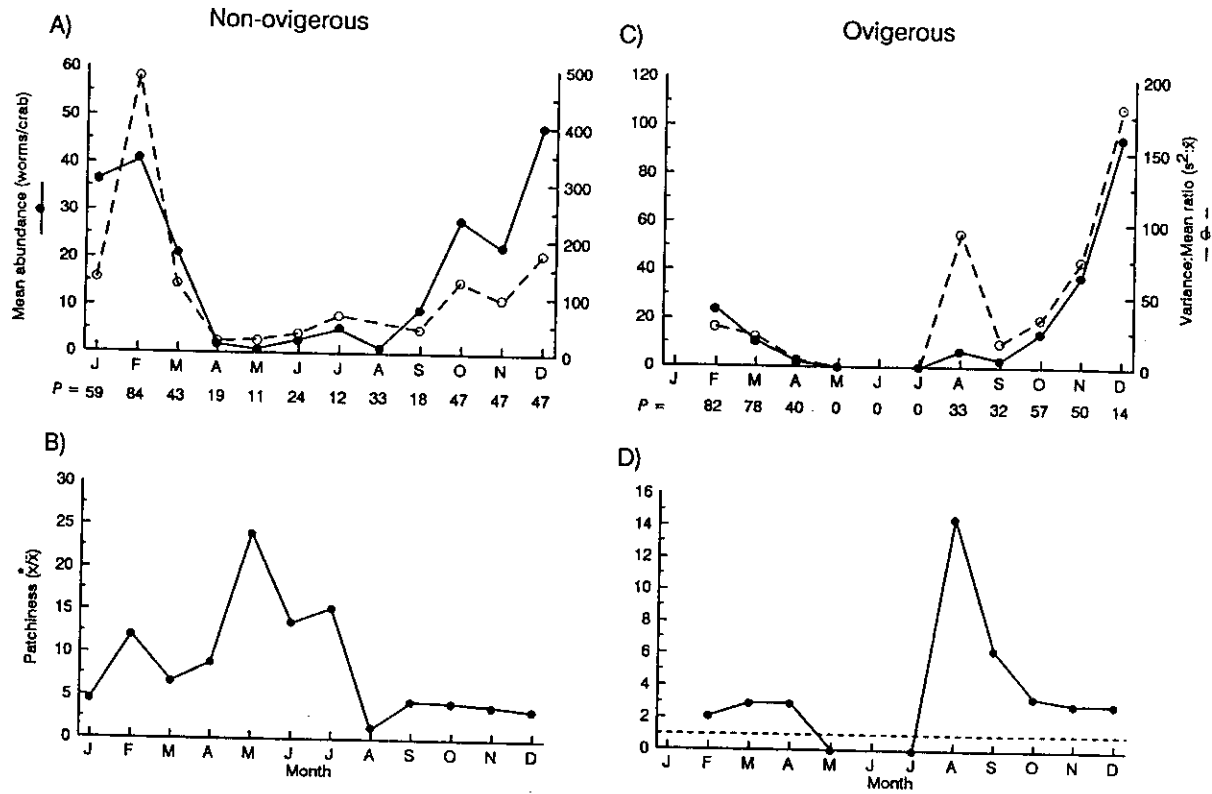 A)
Non-ovigerous
Mean abundance (worms/crab)
60
50
40
30
20
10
0
500
400
300
200
100
0
J F M A M J J A S O N D
P = 59 84 43 19 11 24 12 33 18 47 47 47
C)
Ovigerous
120
100
80
60
40
20
0
200
150
100
50
0
Variance:Mean ratio (s²:x̄)
J F M A M J J A S O N D
P = 82 78 40 0 0 0 33 32 57 50 14
B)
Patchiness (x̽/x̄)
30
25
20
15
10
5
0
J F M A M J J A S O N D
Month
D)
16
14
12
10
8
6
4
2
0
J F M A M J J A S O N D
Month